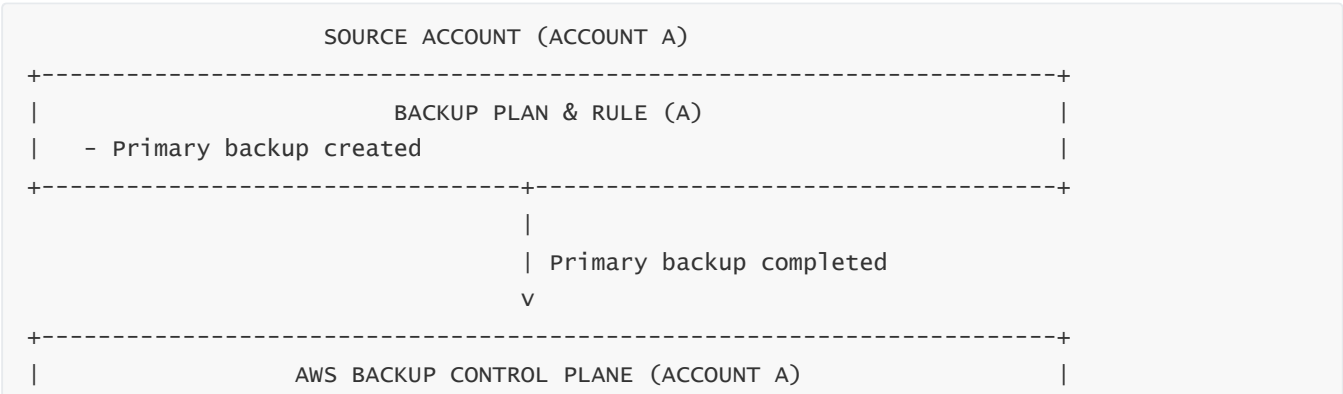 SOURCE ACCOUNT (ACCOUNT A)
+------------------------------------------------------------------------+
|                         BACKUP PLAN & RULE (A)                         |
|   - Primary backup created                                             |
+----------------------------------+-------------------------------------+
|
| Primary backup completed
v
+------------------------------------------------------------------------+
|                  AWS BACKUP CONTROL PLANE (ACCOUNT A)                  |